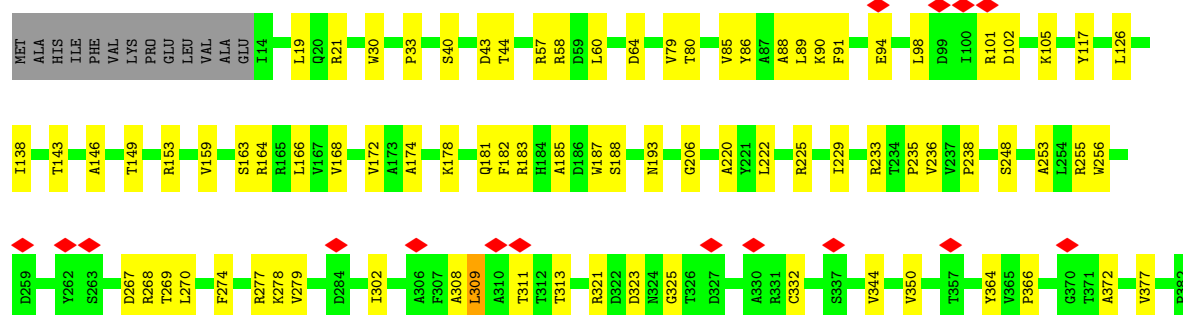 MET ALA HIS ILE PHE VAL LYS PRO GLU LEU VAL ALA GLU I14 L19 Q20 R21 W30 P33 S40 D43 T44 R57 R58 D59 L60 D64 V79 T80 V85 Y86 A87 A88 L89 K90 F91 E94 L98 D99 I100 R101 D102 K105 Y117 L126
I138 T143 A146 T149 R153 V159 S163 R164 R165 L166 V167 V168 V172 A173 A174 K178 Q181 F182 R183 H184 A185 D186 W187 S188 N193 G206 A220 Y221 L222 R225 I229 R233 T234 P235 V236 V237 P238 S248 A253 L254 R255 W256
D259 Y262 S263 D267 R268 T269 L270 F274 R277 K278 V279 D284 I302 A306 F307 A308 L309 A310 T311 T312 T313 R321 D322 D323 N324 G325 T326 D327 A330 R331 C332 S337 V344 V350 T357 Y364 V365 P366 G370 T371 A372 V377